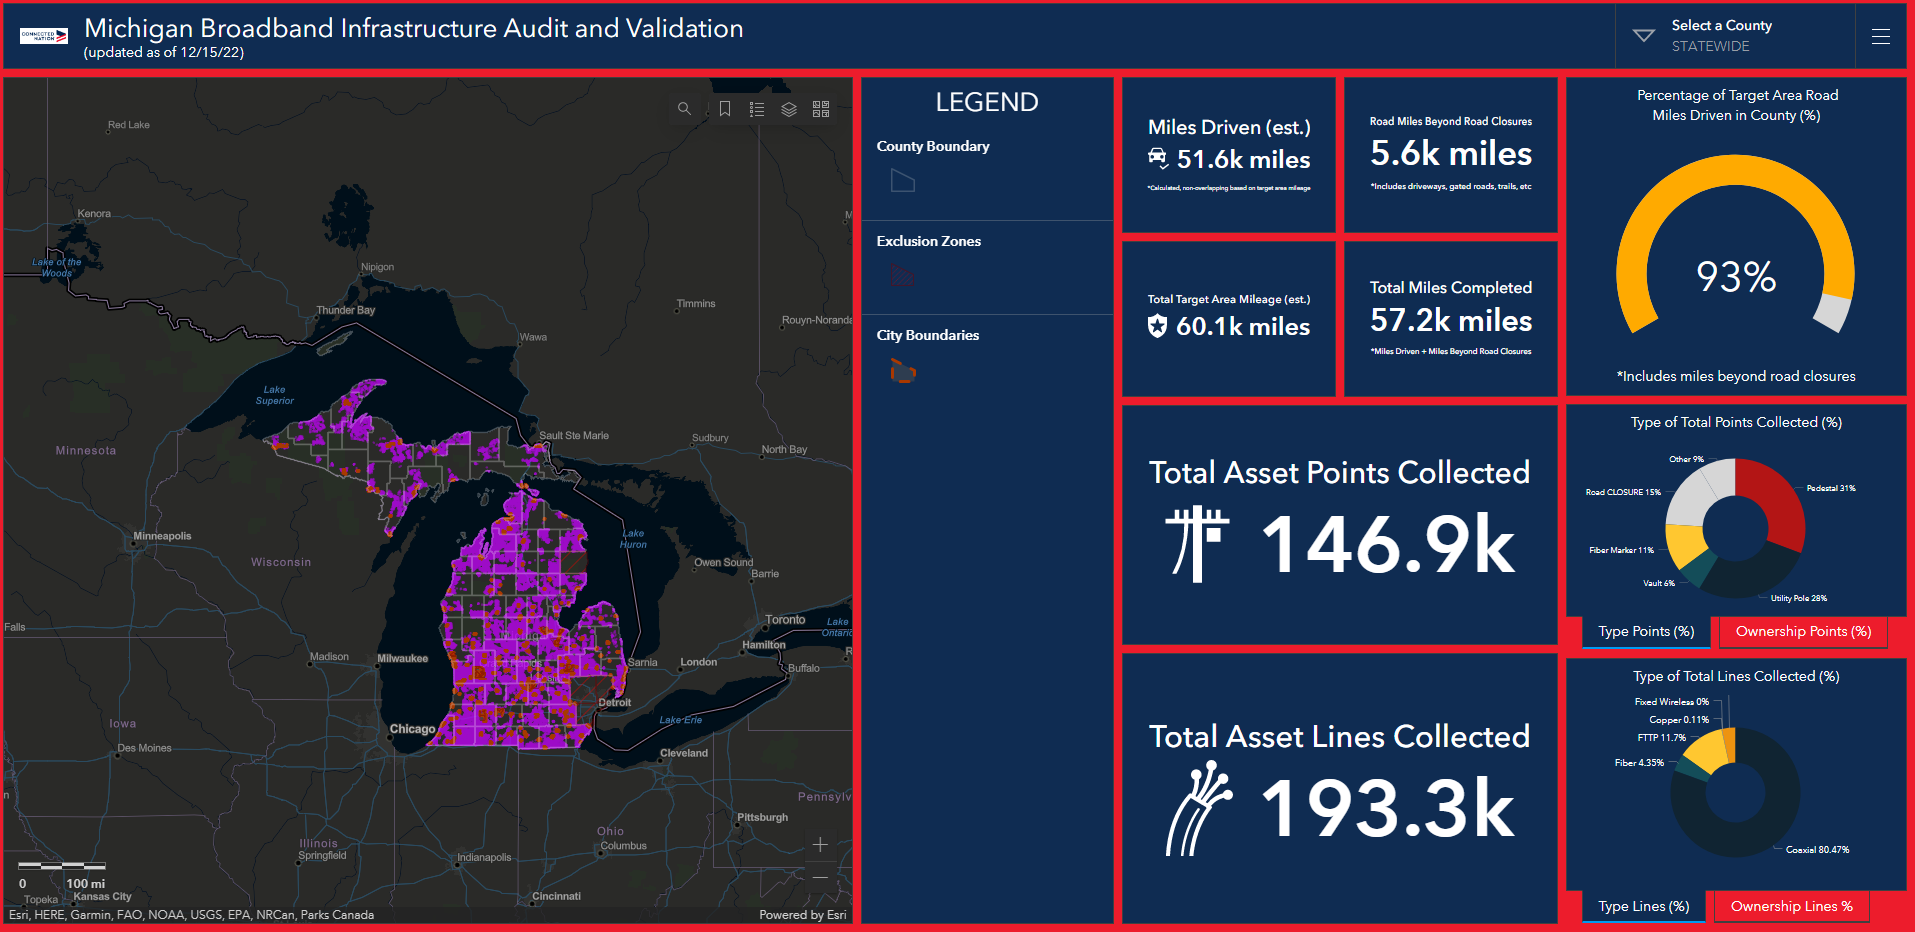 CONNECTED
NATION
Michigan Broadband Infrastructure Audit and Validation
(updated as of 12/15/22)
Select a County
STATEWIDE
Red Lake
Kenora
Lake of the
Woods
Nipigon
Thunder Bay
Timmins
Rouyn-Noranda
Wawa
Lake
Superior
Sault Ste Marie
Sudbury
North Bay
Minnesota
Minneapolis
Wisconsin
Lake
Huron
Owen Sound
Barrie
Falls
Toronto
Lake
Ontario
Hamilton
Madison
Milwaukee
Sarnia
London
Buffalo
Detroit
Lake Erie
Iowa
Chicago
Des Moines
Cleveland
Pennsylv
Pittsburgh
Ohio
Columbus
Illinois
Springfield
Indianapolis
0 100 mi
Topeka
Kansas City
Cincinnati
Esri, HERE, Garmin, FAO, NOAA, USGS, EPA, NRCan, Parks Canada
Powered by Esri
LEGEND
County Boundary
Exclusion Zones
City Boundaries
Miles Driven (est.)
51.6k miles
*Calculated, non-overlapping based on target area mileage
Road Miles Beyond Road Closures
5.6k miles
*Includes driveways, gated roads, trails, etc
Total Target Area Mileage (est.)
60.1k miles
Total Miles Completed
57.2k miles
*Miles Driven + Miles Beyond Road Closures
Total Asset Points Collected
146.9k
Total Asset Lines Collected
193.3k
Percentage of Target Area Road
Miles Driven in County (%)
93%
*Includes miles beyond road closures
Type of Total Points Collected (%)
Other 9%
Pedestal 31%
Road CLOSURE 15%
Fiber Marker 11%
Vault 6%
Utility Pole 28%
Type Points (%)
Ownership Points (%)
Type of Total Lines Collected (%)
Fixed Wireless 0%
Copper 0.11%
FTTP 11.7%
Fiber 4.35%
Coaxial 80.47%
Type Lines (%)
Ownership Lines %